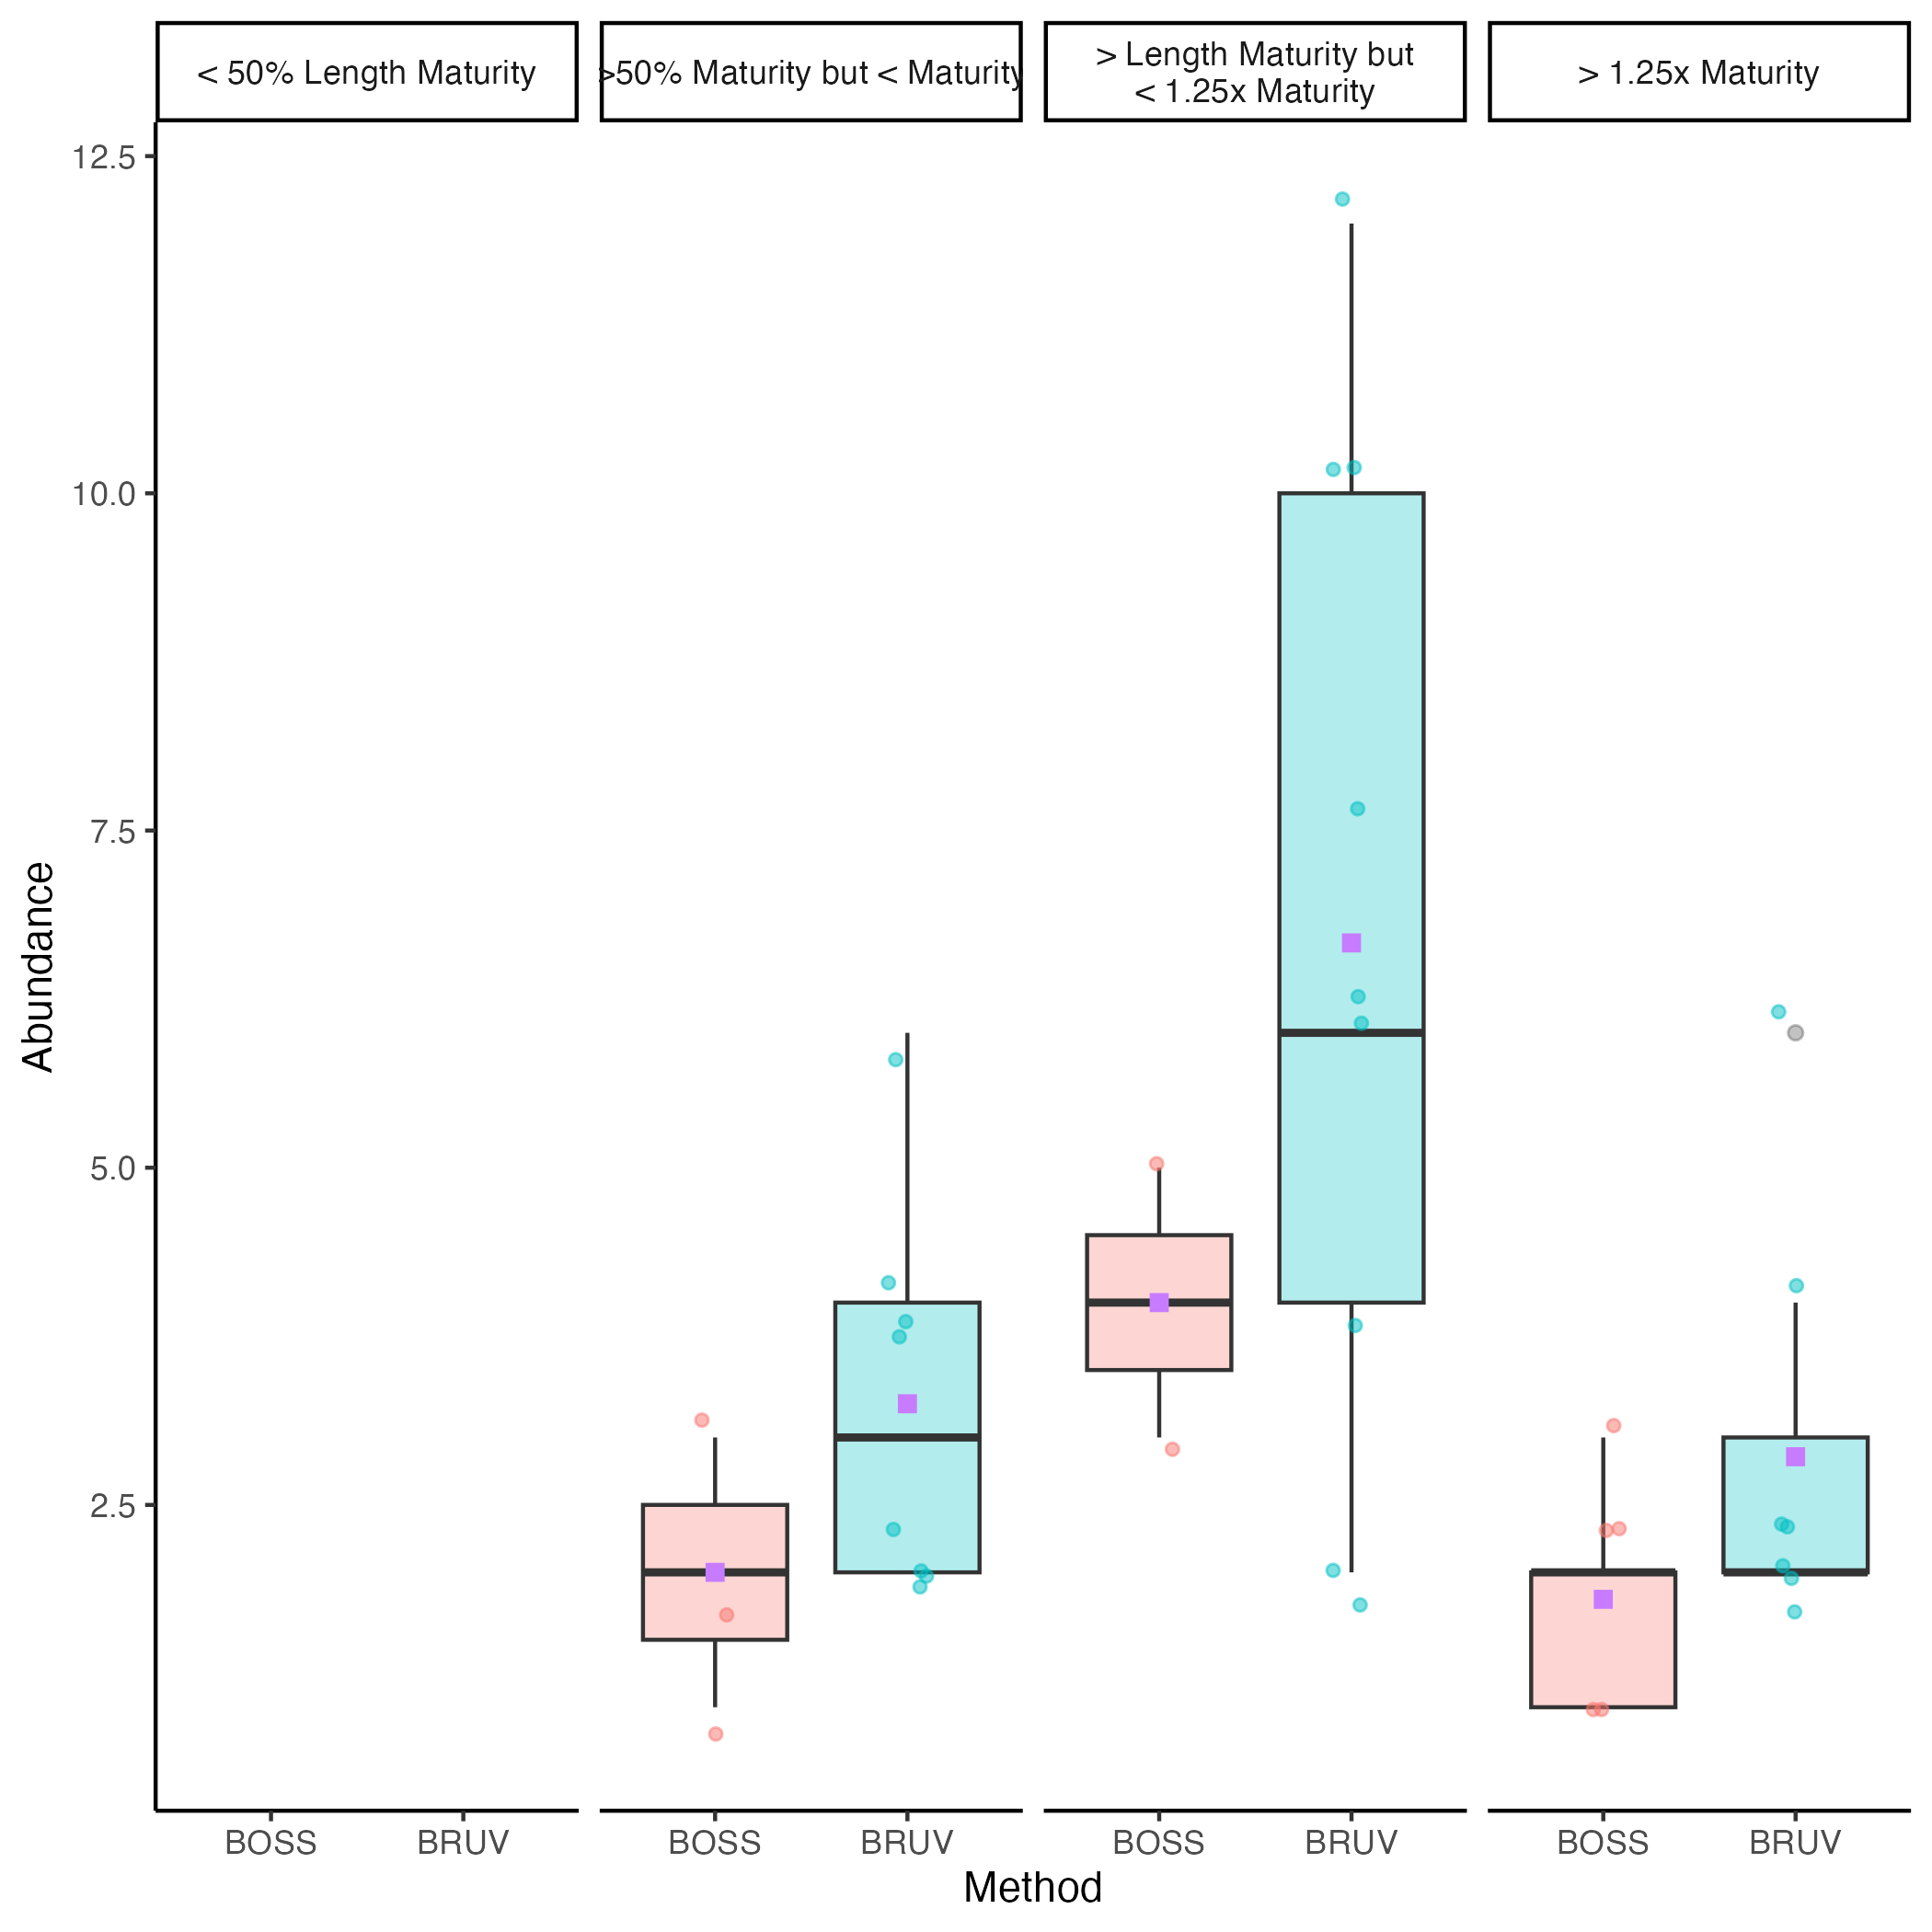 < 50% Length Maturity
>50% Maturity but < Maturity
> Length Maturity but
< 1.25x Maturity
> 1.25x Maturity
12.5
10.0
7.5
5.0
2.5
Abundance
BOSS BRUV BOSS BRUV BOSS BRUV BOSS BRUV
Method